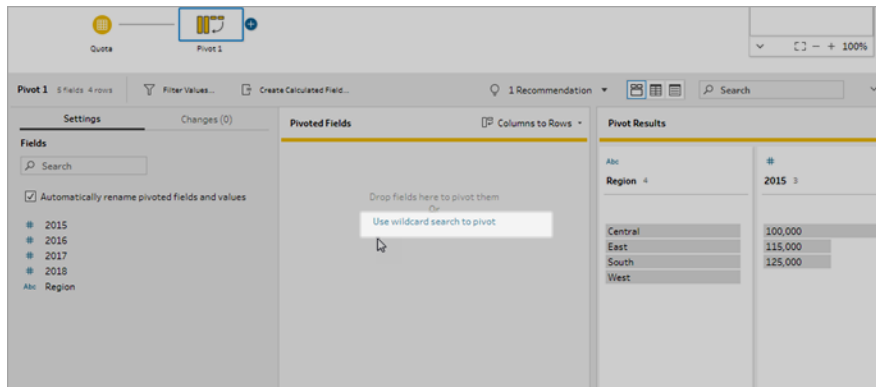 Quota
Pivot 1
100%
Pivot 1 5 fields 4 rows
Filter Values...
Create Calculated Field...
1 Recommendation
Search
Settings
Changes (0)
Fields
Search
Automatically rename pivoted fields and values
# 2015
# 2016
# 2017
# 2018
Abc Region
Pivoted Fields
Columns to Rows
Drop fields here to pivot them
Or
Use wildcard search to pivot
Pivot Results
Abc
Region 4
Central
East
South
West
#
2015 3
100,000
115,000
125,000